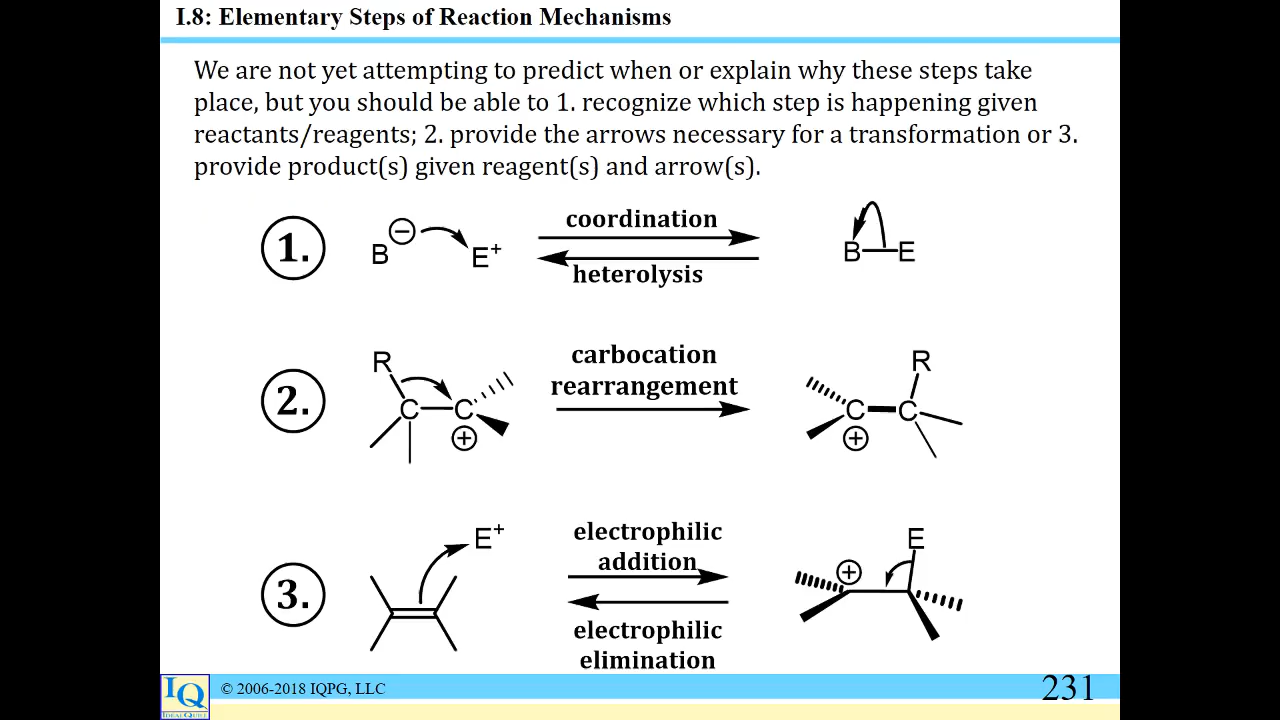 I.8: Elementary Steps of Reaction Mechanisms
We are not yet attempting to predict when or explain why these steps take
place, but you should be able to 1. recognize which step is happening given
reactants/reagents; 2. provide the arrows necessary for a transformation or 3.
provide product(s) given reagent(s) and arrow(s).
1.
B
−
E+
coordination
heterolysis
B
E
2.
R
C
C
+
carbocation
rearrangement
R
C
C
+
3.
E+
electrophilic
addition
electrophilic
elimination
+
E
IQ
IDEAL QUILL
© 2006-2018 IQPG, LLC
231